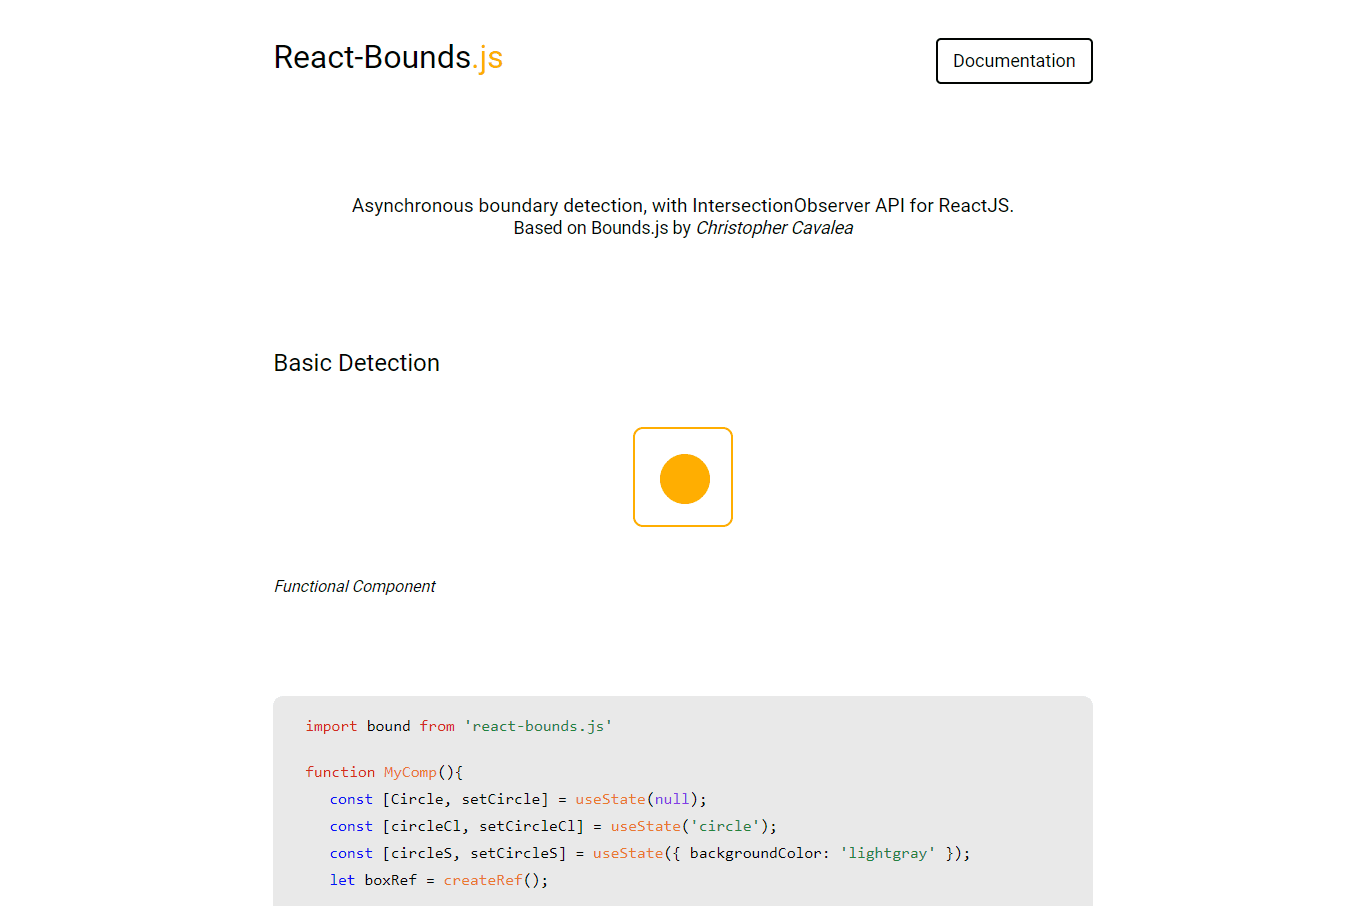 React-Bounds.js
Documentation
Asynchronous boundary detection, with IntersectionObserver API for ReactJS.
Based on Bounds.js by Christopher Cavalea
Basic Detection
Functional Component
import bound from 'react-bounds.js'
function MyComp(){
const [Circle, setCircle] = useState(null);
const [circleCl, setCircleCl] = useState('circle');
const [circleS, setCircleS] = useState({ backgroundColor: 'lightgray' });
let boxRef = createRef();